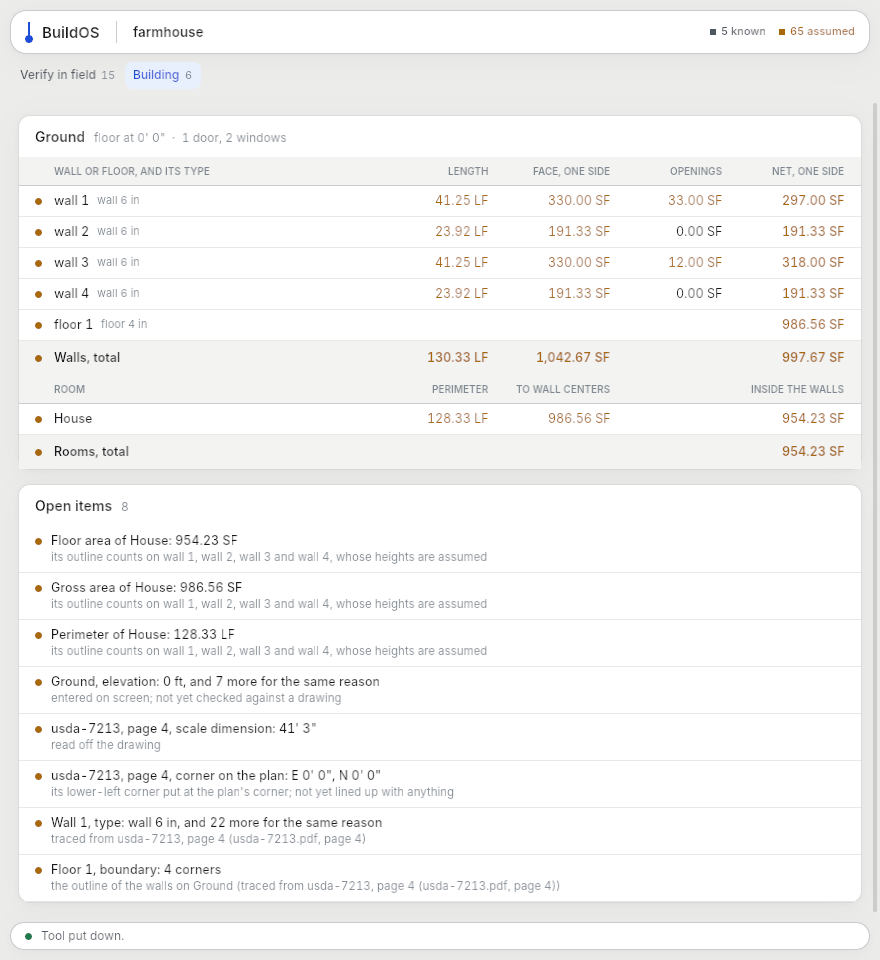 BuildOS farmhouse 5 known 65 assumed
Verify in field 15 Building 6
Ground floor at 0' 0" · 1 door, 2 windows
WALL OR FLOOR, AND ITS TYPE LENGTH FACE, ONE SIDE OPENINGS NET, ONE SIDE
wall 1 wall 6 in 41.25 LF 330.00 SF 33.00 SF 297.00 SF
wall 2 wall 6 in 23.92 LF 191.33 SF 0.00 SF 191.33 SF
wall 3 wall 6 in 41.25 LF 330.00 SF 12.00 SF 318.00 SF
wall 4 wall 6 in 23.92 LF 191.33 SF 0.00 SF 191.33 SF
floor 1 floor 4 in 986.56 SF
Walls, total 130.33 LF 1,042.67 SF 997.67 SF
ROOM PERIMETER TO WALL CENTERS INSIDE THE WALLS
House 128.33 LF 986.56 SF 954.23 SF
Rooms, total 954.23 SF
Open items 8
Floor area of House: 954.23 SF
its outline counts on wall 1, wall 2, wall 3 and wall 4, whose heights are assumed
Gross area of House: 986.56 SF
its outline counts on wall 1, wall 2, wall 3 and wall 4, whose heights are assumed
Perimeter of House: 128.33 LF
its outline counts on wall 1, wall 2, wall 3 and wall 4, whose heights are assumed
Ground, elevation: 0 ft, and 7 more for the same reason
entered on screen; not yet checked against a drawing
usda-7213, page 4, scale dimension: 41' 3"
read off the drawing
usda-7213, page 4, corner on the plan: E 0' 0", N 0' 0"
its lower-left corner put at the plan's corner; not yet lined up with anything
Wall 1, type: wall 6 in, and 22 more for the same reason
traced from usda-7213, page 4 (usda-7213.pdf, page 4)
Floor 1, boundary: 4 corners
the outline of the walls on Ground (traced from usda-7213, page 4 (usda-7213.pdf, page 4))
Tool put down.